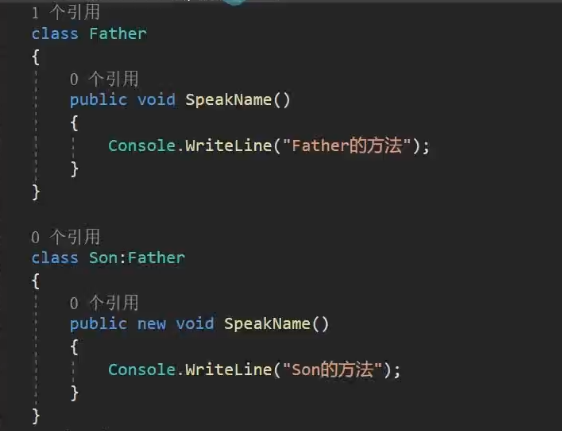 1 个引用
class Father
{
0 个引用
public void SpeakName()
{
Console.WriteLine("Father的方法");
}
}
0 个引用
class Son:Father
{
0 个引用
public new void SpeakName()
{
Console.WriteLine("Son的方法");
}
}